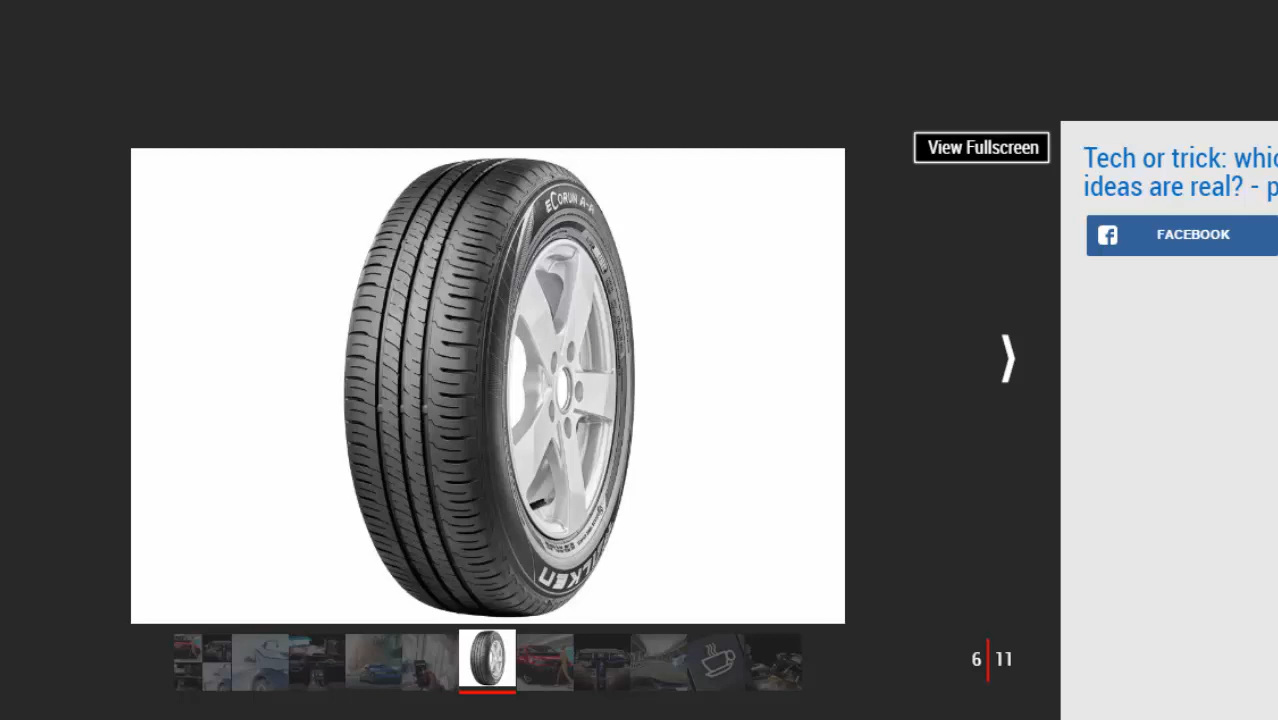 View Fullscreen
Tech or trick: whic
ideas are real? - p
FACEBOOK
ECORUN A-A
FALKEN
6 11